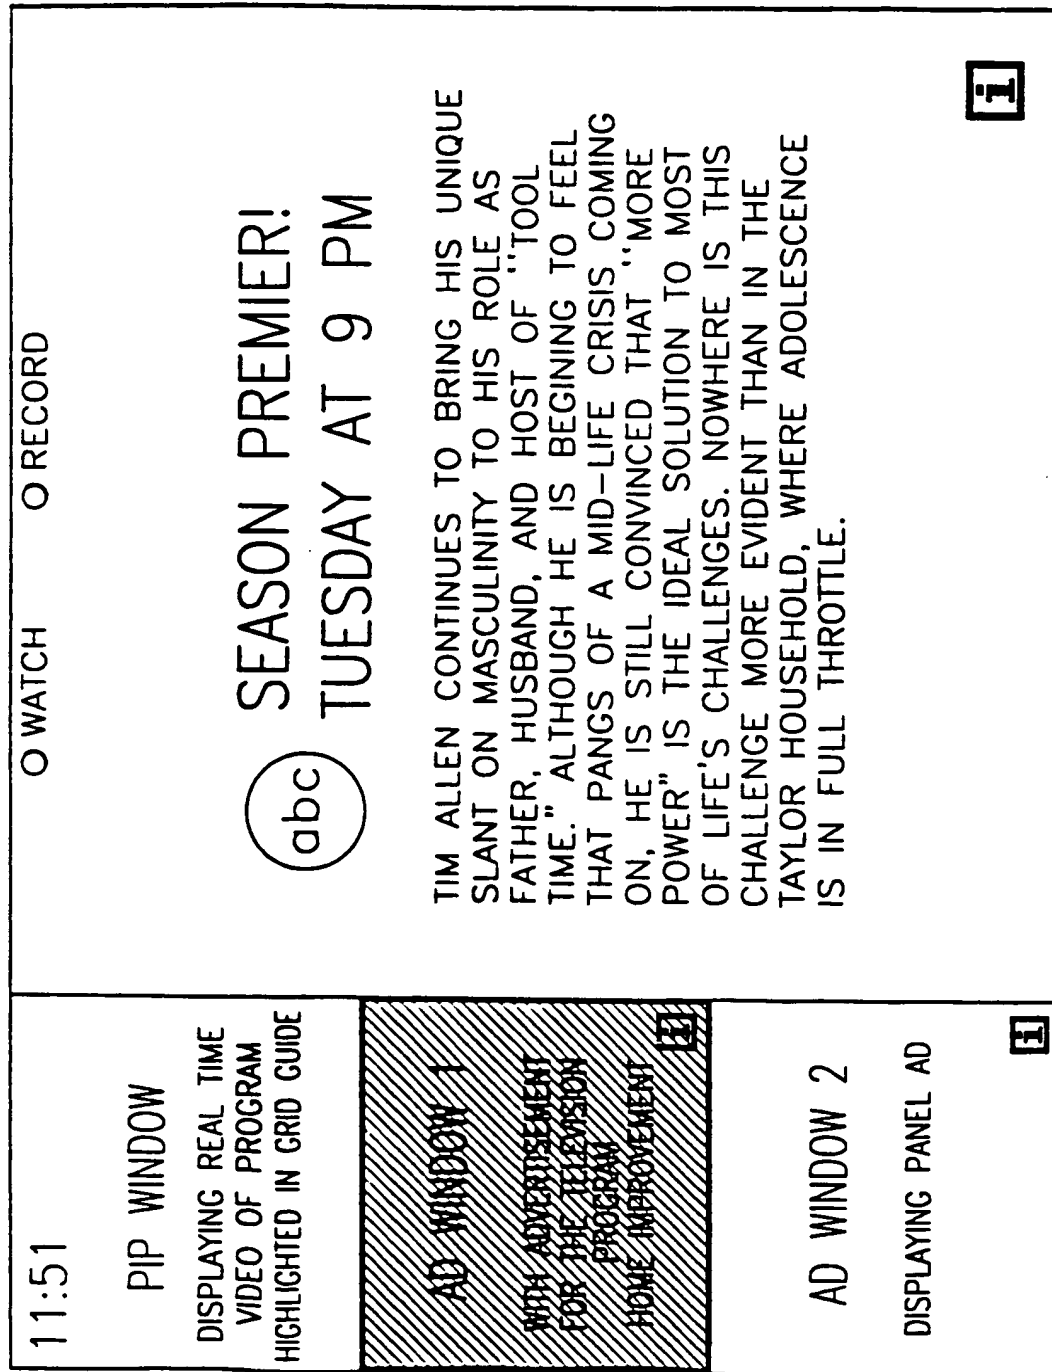 11:51
PIP WINDOW
DISPLAYING REAL TIME
VIDEO OF PROGRAM
HIGHLIGHTED IN GRID GUIDE
AD WINDOW 1
WITH ADVERTISEMENT
FOR THE TELEVISION
PROGRAM
HOME IMPROVEMENT
i
AD WINDOW 2
DISPLAYING PANEL AD
i
O WATCH O RECORD
abc
SEASON PREMIER!
TUESDAY AT 9 PM
TIM ALLEN CONTINUES TO BRING HIS UNIQUE
SLANT ON MASCULINITY TO HIS ROLE AS
FATHER, HUSBAND, AND HOST OF "TOOL
TIME." ALTHOUGH HE IS BEGINING TO FEEL
THAT PANGS OF A MID-LIFE CRISIS COMING
ON, HE IS STILL CONVINCED THAT "MORE
POWER" IS THE IDEAL SOLUTION TO MOST
OF LIFE'S CHALLENGES. NOWHERE IS THIS
CHALLENGE MORE EVIDENT THAN IN THE
TAYLOR HOUSEHOLD, WHERE ADOLESCENCE
IS IN FULL THROTTLE.
i